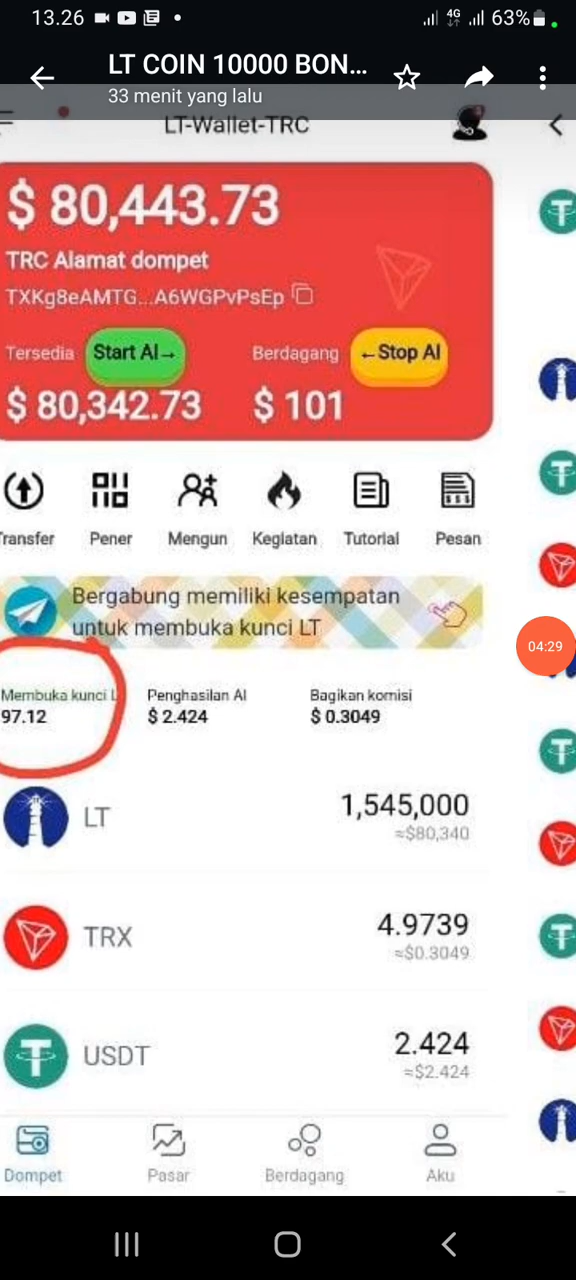 13.26
4G
63%
LT COIN 10000 BON...
33 menit yang lalu
LT-Wallet-TRC
$ 80,443.73
TRC Alamat dompet
TXKg8eAMTG...A6WGPvPsEp
Tersedia Start AI→ Berdagang ←Stop AI
$ 80,342.73 $ 101
Transfer Pener Mengun Kegiatan Tutorial Pesan
Bergabung memiliki kesempatan
untuk membuka kunci LT
04:29
Membuka kunci L Penghasilan AI Bagikan komisi
97.12 $ 2.424 $ 0.3049
LT 1,545,000
≈$80,340
TRX 4.9739
≈$0.3049
USDT 2.424
≈$2.424
Dompet Pasar Berdagang Aku